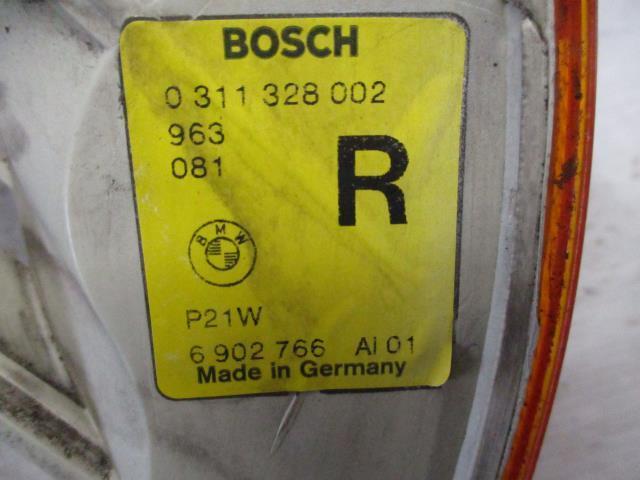 BOSCH
0 311 328 002
963
081
R
BMW
P21W
6 902 766 AI 01
Made in Germany